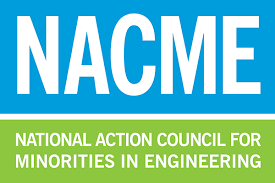 NACME
NATIONAL ACTION COUNCIL FOR
MINORITIES IN ENGINEERING